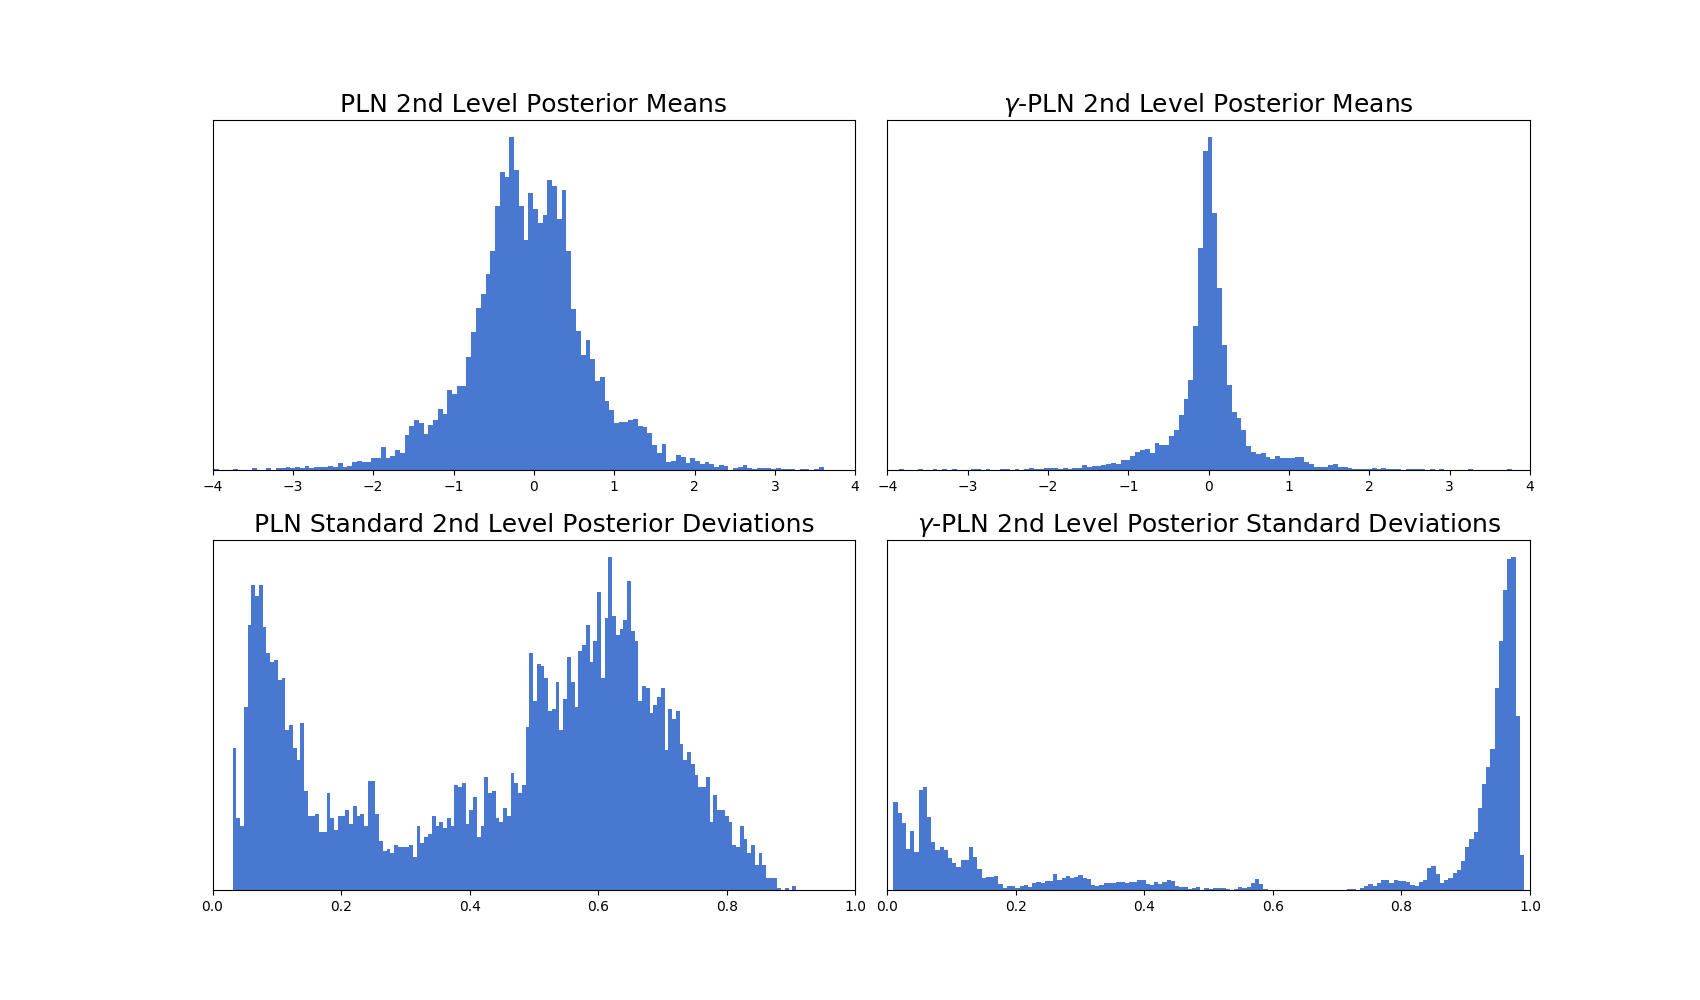 PLN 2nd Level Posterior Means
γ-PLN 2nd Level Posterior Means
−4 −3 −2 −1 0 1 2 3 4
−4 −3 −2 −1 0 1 2 3 4
PLN Standard 2nd Level Posterior Deviations
γ-PLN 2nd Level Posterior Standard Deviations
0.0 0.2 0.4 0.6 0.8 1.0
0.0 0.2 0.4 0.6 0.8 1.0